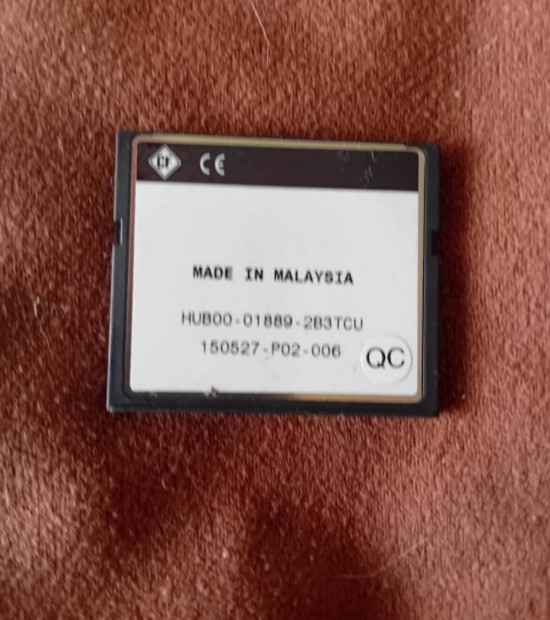 CF CE
MADE IN MALAYSIA
HUB00-01889-2B3TCU
150527-P02-006
QC